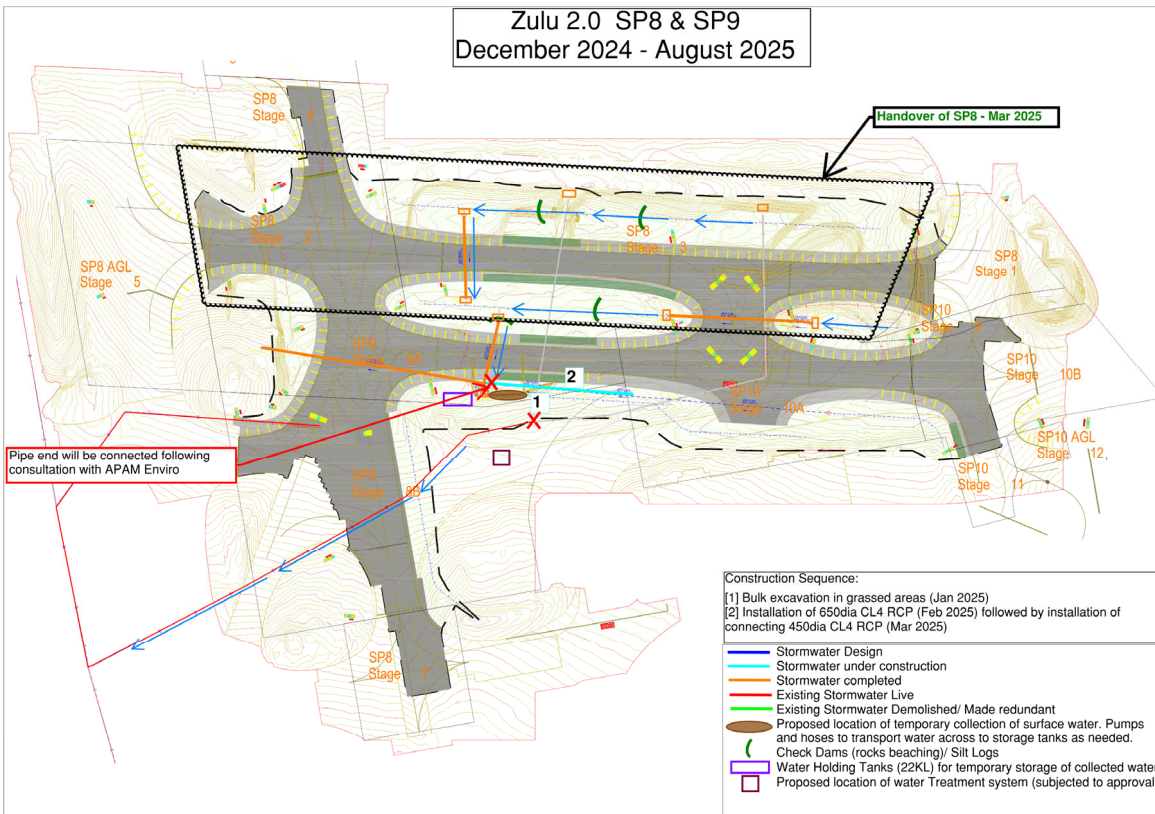 Zulu 2.0 SP8 & SP9
December 2024 - August 2025
Handover of SP8 - Mar 2025
SP8
Stage
SP8
Stage 2
SP8
Stage 3
SP8
Stage 1
SP8 AGL
Stage 5
SP10
Stage 9
SP10
Stage 10B
SP10
Stage 10A
SP10 AGL
Stage 12,
SP10
Stage 11
2
1
Pipe end will be connected following
consultation with APAM Enviro
Stage 8B
SP8
Stage 7
Construction Sequence:
[1] Bulk excavation in grassed areas (Jan 2025)
[2] Installation of 650dia CL4 RCP (Feb 2025) followed by installation of
connecting 450dia CL4 RCP (Mar 2025)
Stormwater Design
Stormwater under construction
Stormwater completed
Existing Stormwater Live
Existing Stormwater Demolished/ Made redundant
Proposed location of temporary collection of surface water. Pumps
and hoses to transport water across to storage tanks as needed.
Check Dams (rocks beaching)/ Silt Logs
Water Holding Tanks (22KL) for temporary storage of collected water
Proposed location of water Treatment system (subjected to approval